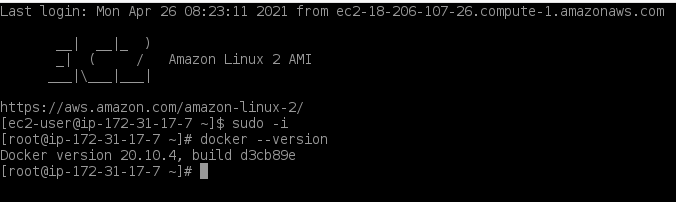 Last login: Mon Apr 26 08:23:11 2021 from ec2-18-206-107-26.compute-1.amazonaws.com
       __|  __|_  )
       _|  (     /   Amazon Linux 2 AMI
      ___|\___|___|
https://aws.amazon.com/amazon-linux-2/
[ec2-user@ip-172-31-17-7 ~]$ sudo -i
[root@ip-172-31-17-7 ~]# docker --version
Docker version 20.10.4, build d3cb89e
[root@ip-172-31-17-7 ~]#